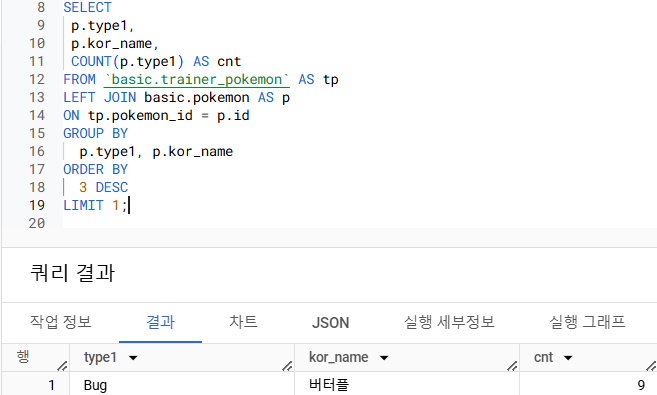 8 SELECT
9 p.type1,
10 p.kor_name,
11 COUNT(p.type1) AS cnt
12 FROM `basic.trainer_pokemon` AS tp
13 LEFT JOIN basic.pokemon AS p
14 ON tp.pokemon_id = p.id
15 GROUP BY
16 p.type1, p.kor_name
17 ORDER BY
18 3 DESC
19 LIMIT 1;
20
쿼리 결과
작업 정보 결과 차트 JSON 실행 세부정보 실행 그래프
행 type1 kor_name cnt
1 Bug 버터플 9